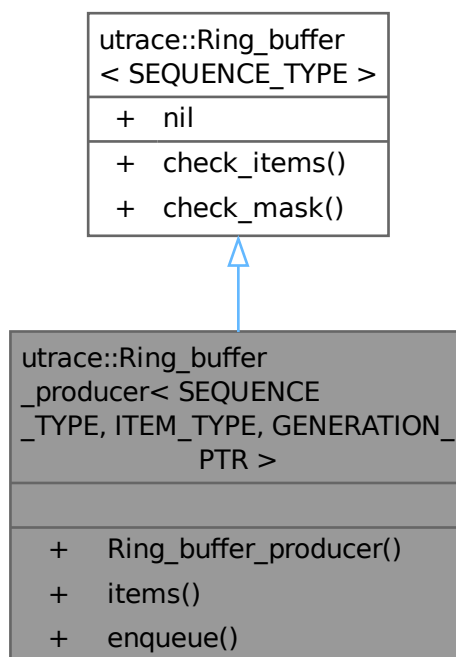 utrace::Ring_buffer
< SEQUENCE_TYPE >
+ nil
+ check_items()
+ check_mask()
utrace::Ring_buffer
_producer< SEQUENCE
_TYPE, ITEM_TYPE, GENERATION_
PTR >
+ Ring_buffer_producer()
+ items()
+ enqueue()